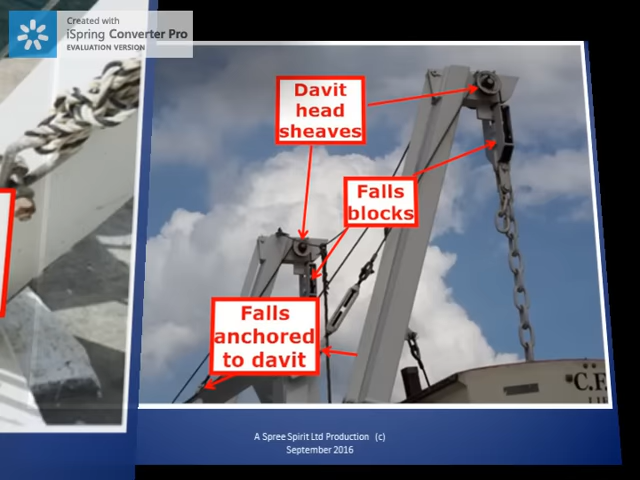 Created with
iSpring Converter Pro
EVALUATION VERSION
Davit
head
sheaves
Falls
blocks
Falls
anchored
to davit
C.F
A Spree Spirit Ltd Production (c)
September 2016